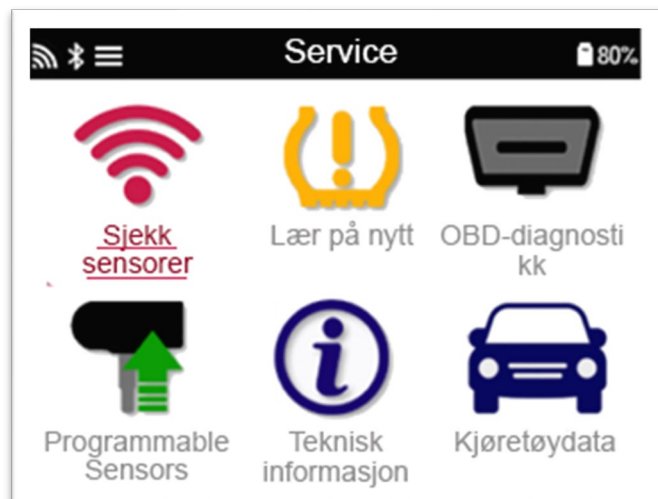 Service
80%
Sjekk
sensorer
Lær på nytt
OBD-diagnosti
kk
Programmable
Sensors
Teknisk
informasjon
Kjøretøydata